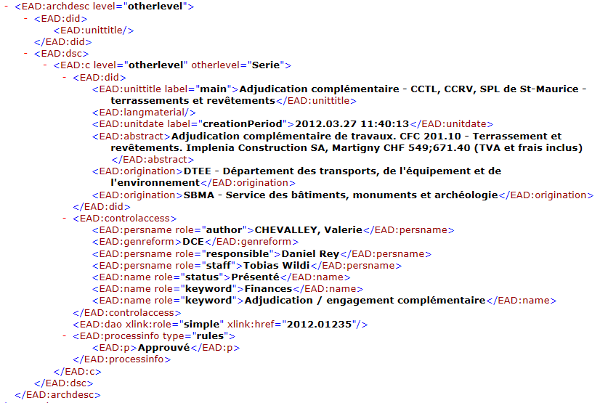 - <EAD:archdesc level="otherlevel">
- <EAD:did>
<EAD:unittitle/>
</EAD:did>
- <EAD:dsc>
- <EAD:c level="otherlevel" otherlevel="Serie">
- <EAD:did>
<EAD:unittitle label="main">Adjudication complémentaire - CCTL, CCRV, SPL de St-Maurice -
terrassements et revêtements</EAD:unittitle>
<EAD:langmaterial/>
<EAD:unitdate label="creationPeriod">2012.03.27 11:40:13</EAD:unitdate>
<EAD:abstract>Adjudication complémentaire de travaux. CFC 201.10 - Terrassement et
revêtements. Implenia Construction SA, Martigny CHF 549;671.40 (TVA et frais inclus)
</EAD:abstract>
<EAD:origination>DTEE - Département des transports, de l'équipement et de
l'environnement</EAD:origination>
<EAD:origination>SBMA - Service des bâtiments, monuments et archéologie</EAD:origination>
</EAD:did>
- <EAD:controlaccess>
<EAD:persname role="author">CHEVALLEY, Valerie</EAD:persname>
<EAD:genreform>DCE</EAD:genreform>
<EAD:persname role="responsible">Daniel Rey</EAD:persname>
<EAD:persname role="staff">Tobias Wildi</EAD:persname>
<EAD:name role="status">Présenté</EAD:name>
<EAD:name role="keyword">Finances</EAD:name>
<EAD:name role="keyword">Adjudication / engagement complémentaire</EAD:name>
</EAD:controlaccess>
<EAD:dao xlink:role="simple" xlink:href="2012.01235"/>
- <EAD:processinfo type="rules">
<EAD:p>Approuvé</EAD:p>
</EAD:processinfo>
</EAD:c>
</EAD:dsc>
</EAD:archdesc>